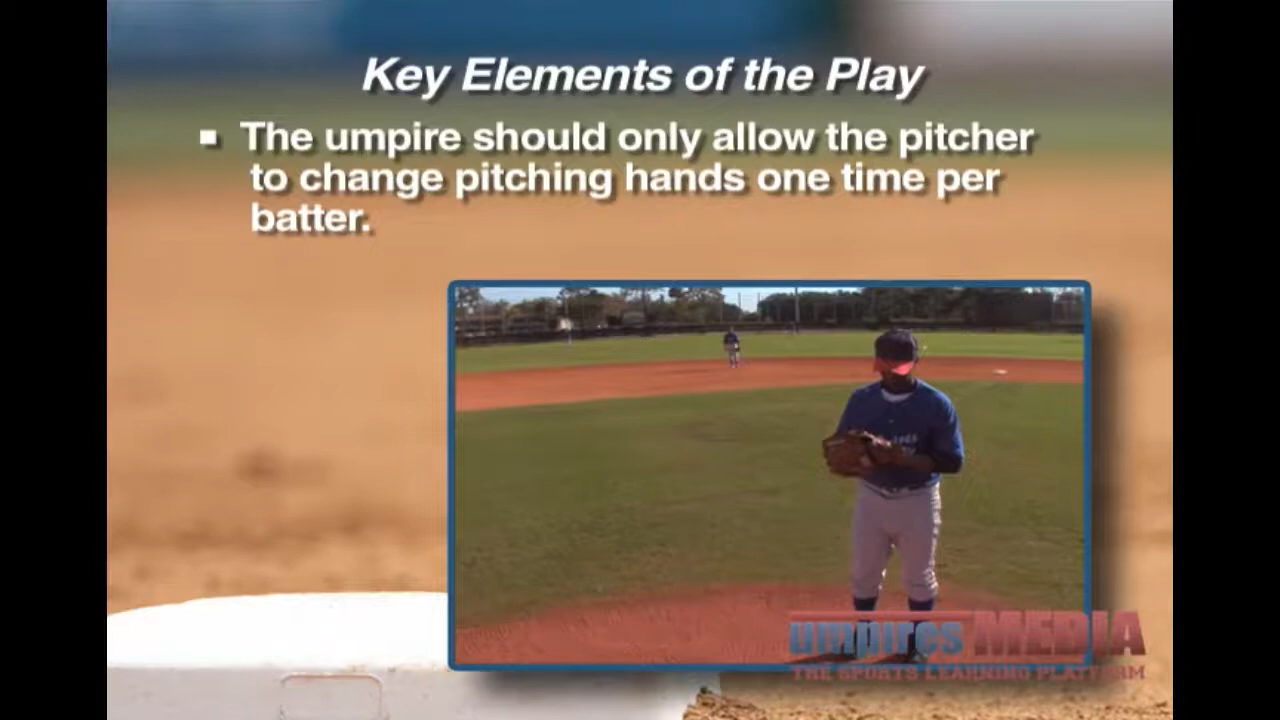 Key Elements of the Play
▪ The umpire should only allow the pitcher
to change pitching hands one time per
batter.
umpires MEDIA
THE SPORTS LEARNING PLATFORM